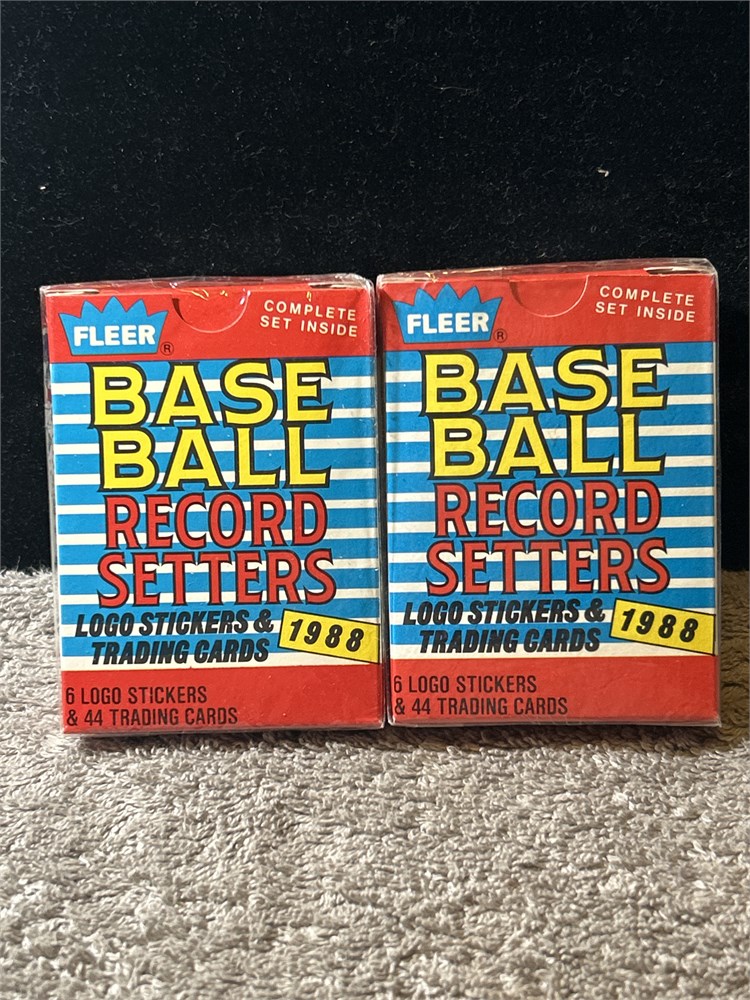 FLEER®
COMPLETE
SET INSIDE
BASE
BALL
RECORD
SETTERS
LOGO STICKERS &
TRADING CARDS
1988
6 LOGO STICKERS
& 44 TRADING CARDS
FLEER®
COMPLETE
SET INSIDE
BASE
BALL
RECORD
SETTERS
LOGO STICKERS &
TRADING CARDS
1988
6 LOGO STICKERS
& 44 TRADING CARDS